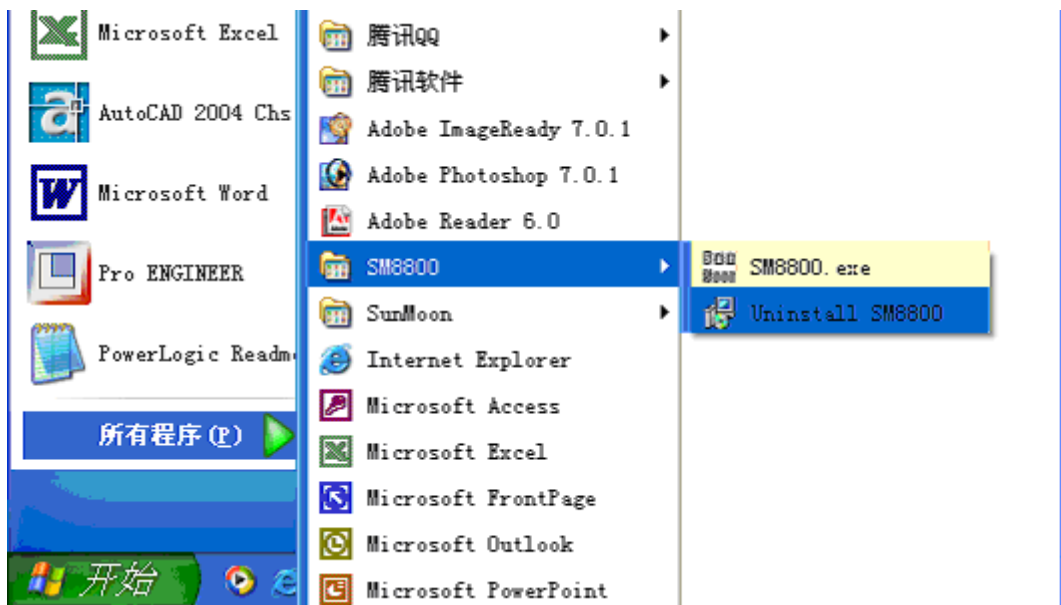 Microsoft Excel
AutoCAD 2004 Chs
Microsoft Word
Pro ENGINEER
PowerLogic Readm
所有程序(P)
开始
腾讯QQ
腾讯软件
Adobe ImageReady 7.0.1
Adobe Photoshop 7.0.1
Adobe Reader 6.0
SM8800
SunMoon
Internet Explorer
Microsoft Access
Microsoft Excel
Microsoft FrontPage
Microsoft Outlook
Microsoft PowerPoint
SM8800.exe
Uninstall SM8800